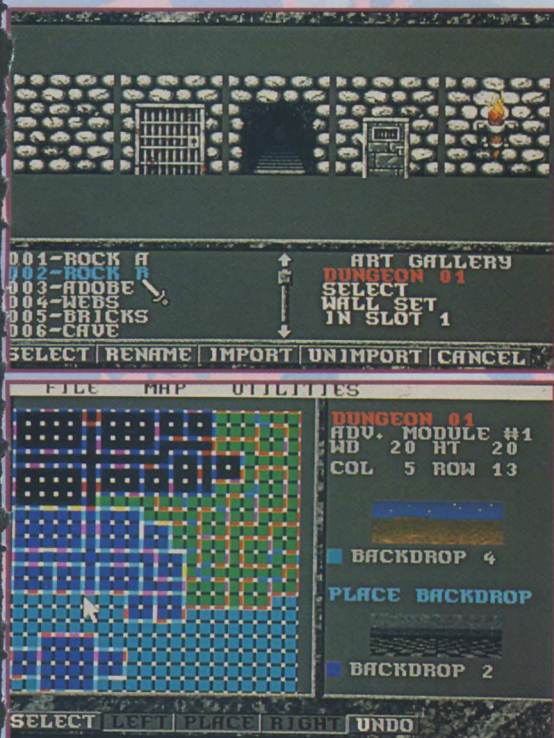 001-ROCK A
002-ROCK B
003-ADOBE
004-WEBS
005-BRICKS
006-CAVE
ART GALLERY
DUNGEON 01
SELECT
WALL SET
IN SLOT 1
SELECT RENAME IMPORT UNIMPORT CANCEL
FILE MAP UTILITIES
DUNGEON 01
ADV. MODULE #1
WD 20 HT 20
COL 5 ROW 13
BACKDROP 4
PLACE BACKDROP
BACKDROP 2
SELECT LEFT PLACE RIGHT UNDO